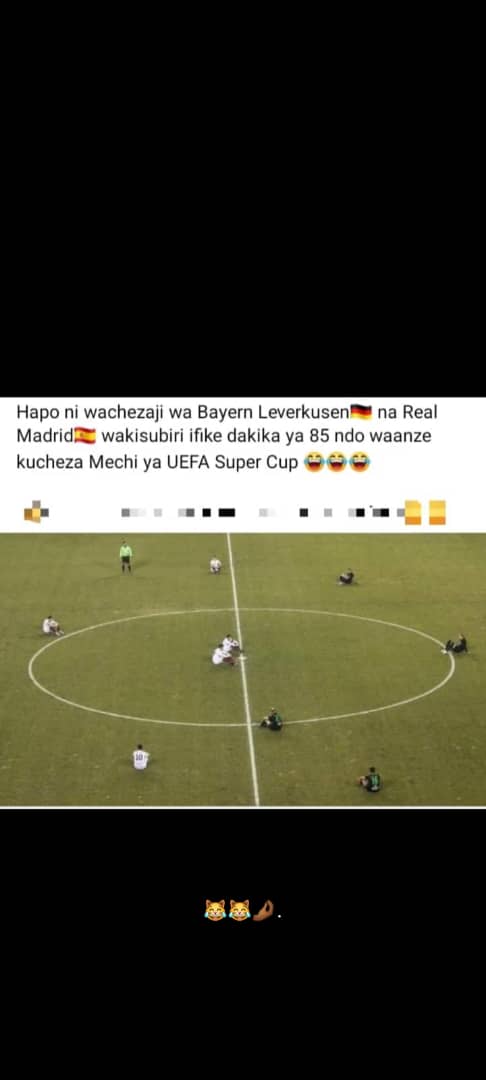 Hapo ni wachezaji wa Bayern Leverkusen🇩🇪 na Real
Madrid🇪🇸 wakisubiri ifike dakika ya 85 ndo waanze
kucheza Mechi ya UEFA Super Cup 😂😂😂
10
😹😹🤌🏾.